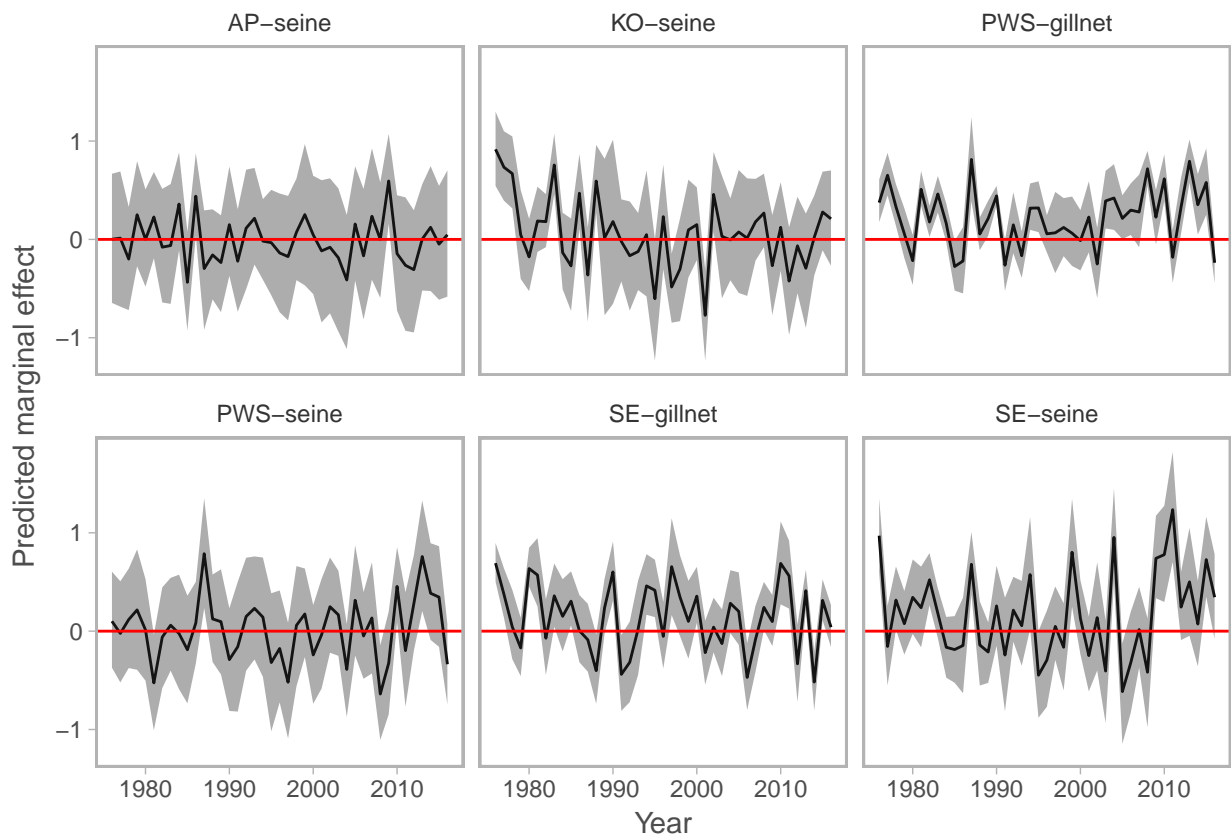 AP−seine
KO−seine
PWS−gillnet
1
0
−1
PWS−seine
SE−gillnet
SE−seine
1
0
−1
Predicted marginal effect
1980 1990 2000 2010
1980 1990 2000 2010
1980 1990 2000 2010
Year